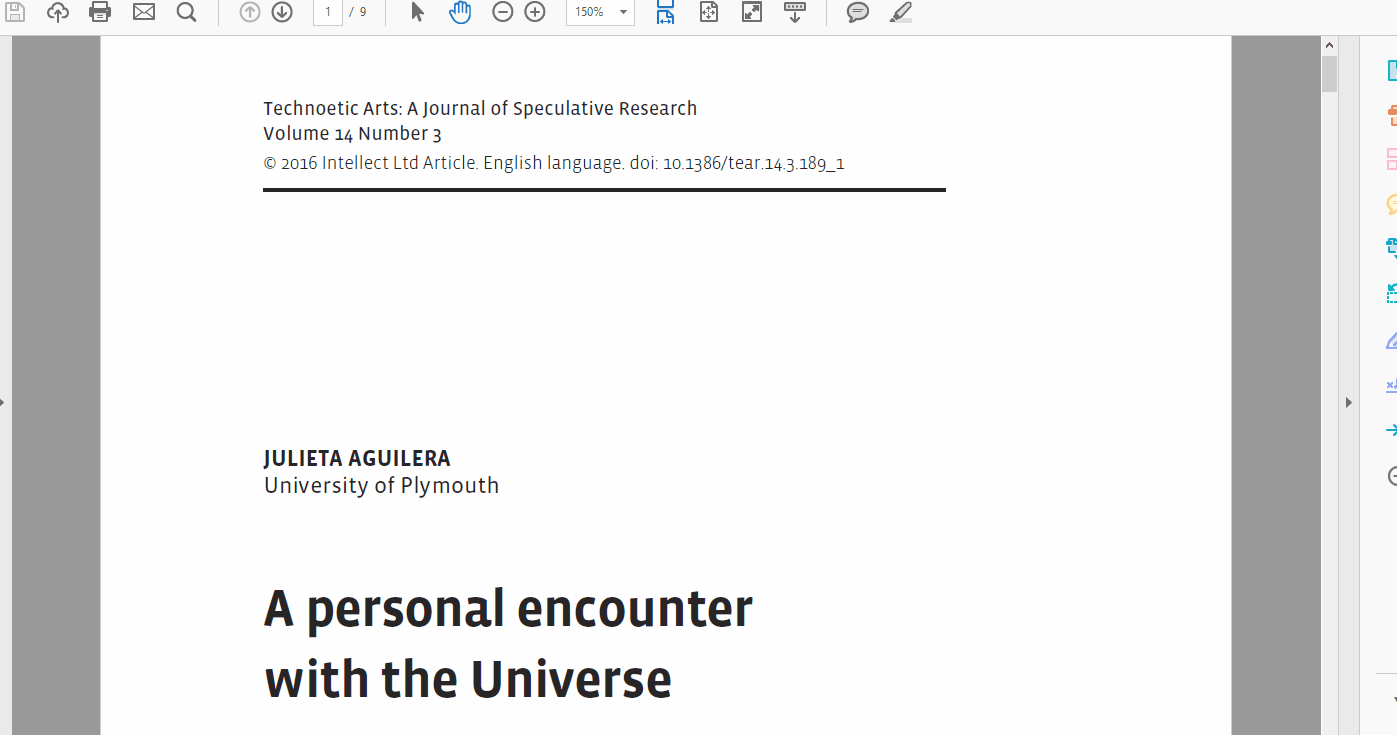 1 / 9 150%
Technoetic Arts: A Journal of Speculative Research
Volume 14 Number 3
© 2016 Intellect Ltd Article. English language. doi: 10.1386/tear.14.3.189_1
JULIETA AGUILERA
University of Plymouth
A personal encounter
with the Universe